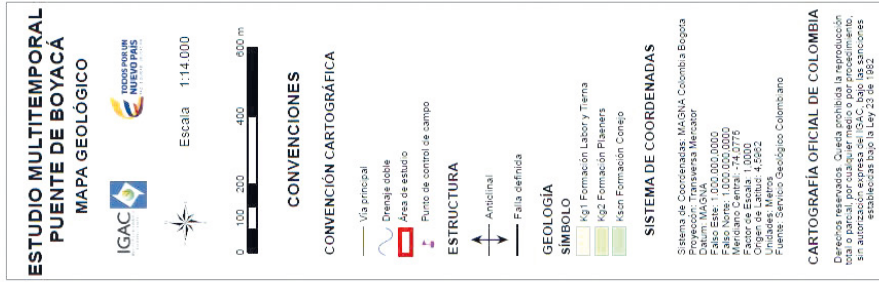 ESTUDIO MULTITEMPORAL
PUENTE DE BOYACÁ
MAPA GEOLÓGICO
IGAC
TODOS POR UN
NUEVO PAÍS
Escala 1:14.000
0 100 200 400 600 m
CONVENCIONES
CONVENCIÓN CARTOGRÁFICA
Vía principal
Drenaje doble
Área de estudio
Punto de control de campo
ESTRUCTURA
Anticlinal
Falla definida
GEOLOGÍA
SÍMBOLO
Kg1 Formación Labor y Tierna
Kg2 Formación Plaeners
Kscn Formación Conejo
SISTEMA DE COORDENADAS
Sistema de Coordenadas: MAGNA Colombia Bogota
Proyección: Transversa Mercator
Datum: MAGNA
Falso Este: 1.000.000,0000
Falso Norte: 1.000.000,0000
Meridiano Central: -74,0775
Factor de Escala: 1,0000
Origen de Latitud: 4,5962
Unidades: Metros
Fuente: Servicio Geológico Colombiano
CARTOGRAFÍA OFICIAL DE COLOMBIA
Derechos reservados. Queda prohibida la reproducción
total o parcial, por cualquier medio o por procedimiento,
sin autorización expresa del IGAC, bajo las sanciones
establecidas bajo la Ley 23 de 1982